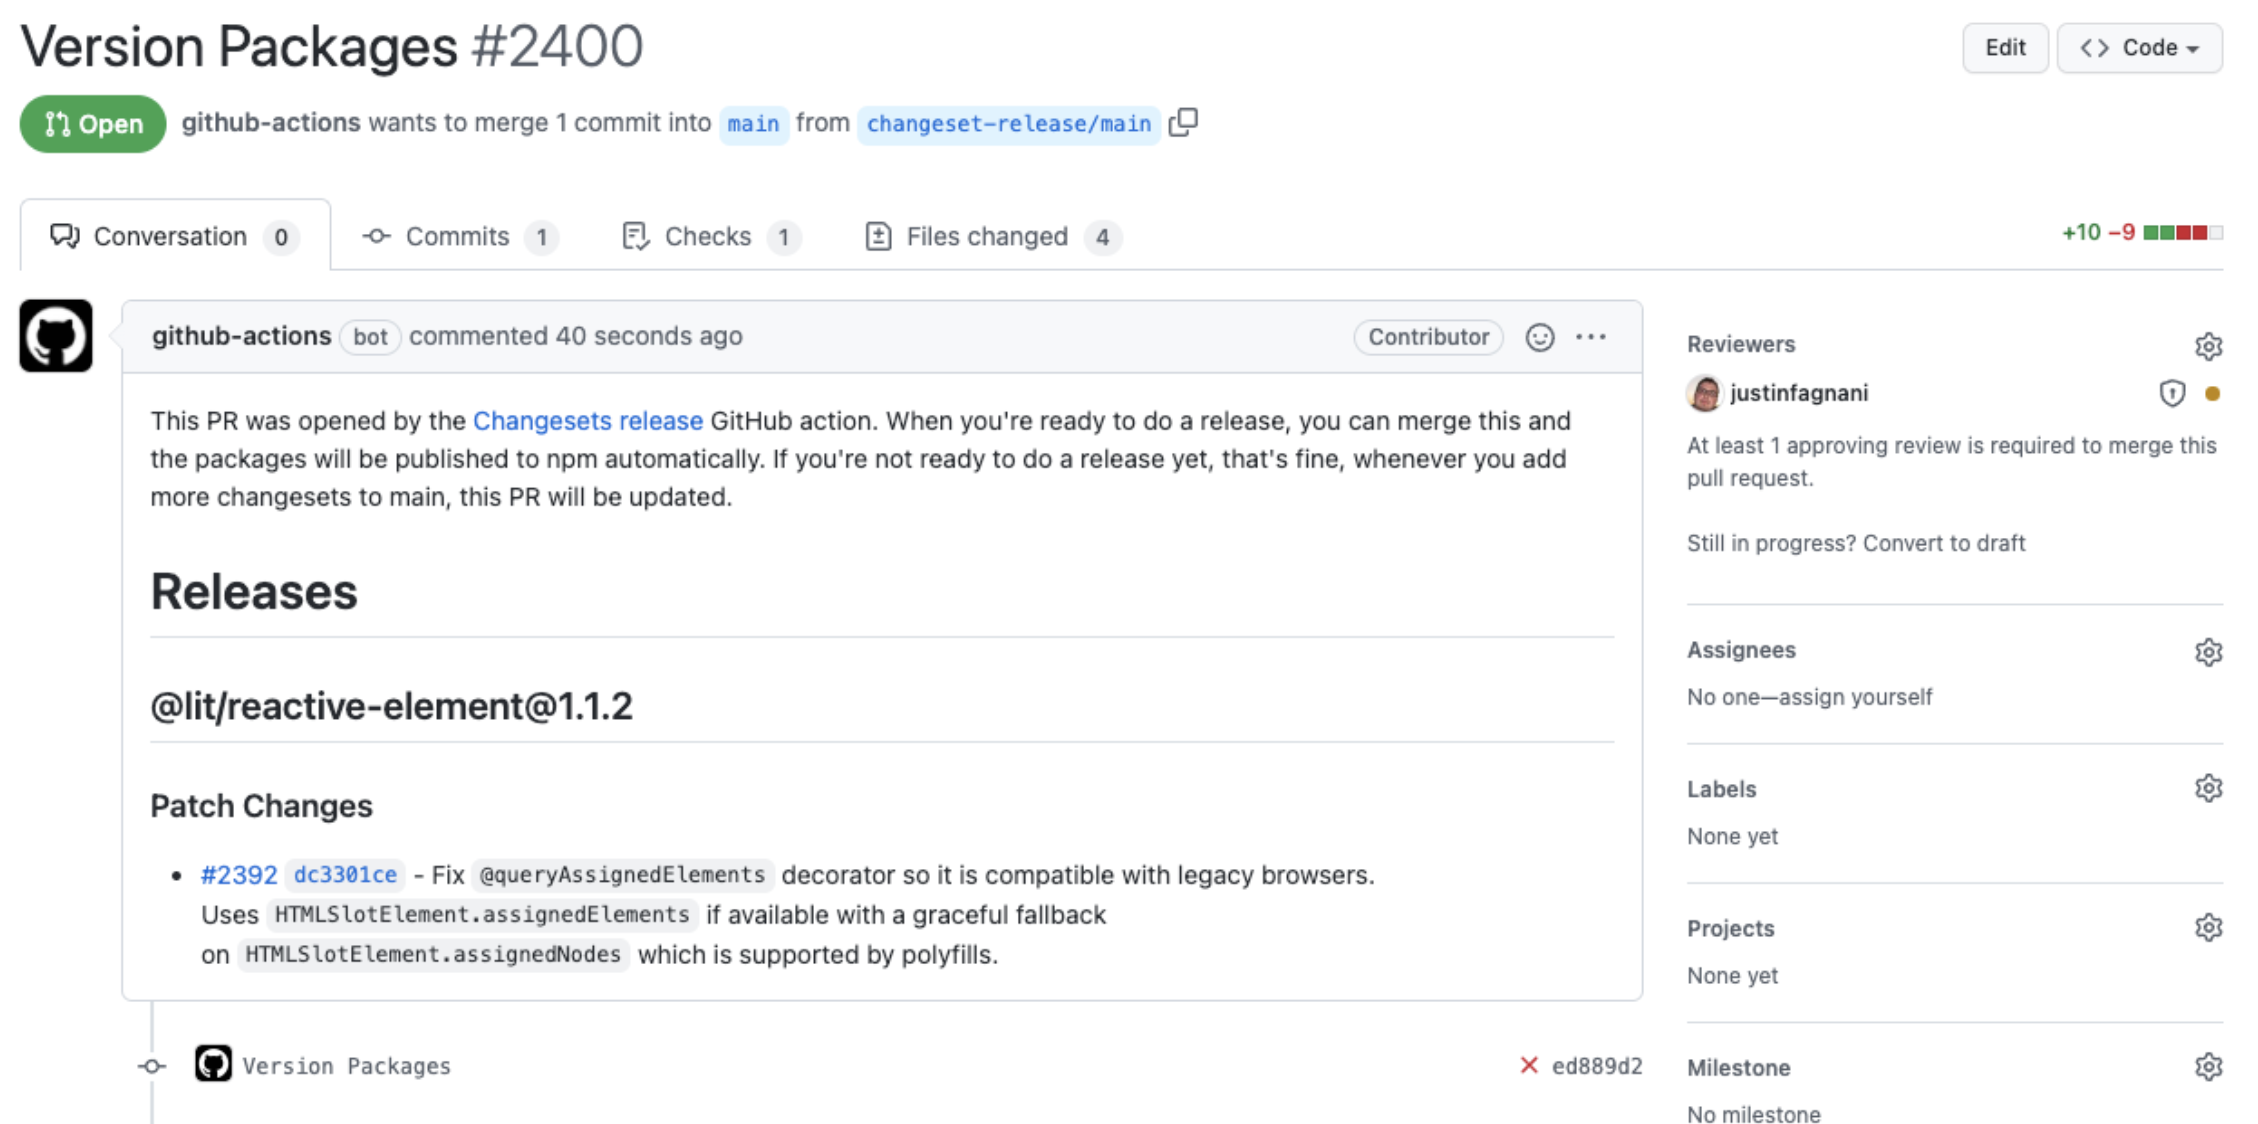 Version Packages #2400
Edit
Code
Open
github-actions wants to merge 1 commit into main from changeset-release/main
Conversation 0
Commits 1
Checks 1
Files changed 4
+10 −9
github-actions bot commented 40 seconds ago
Contributor
This PR was opened by the Changesets release GitHub action. When you're ready to do a release, you can merge this and
the packages will be published to npm automatically. If you're not ready to do a release yet, that's fine, whenever you add
more changesets to main, this PR will be updated.
Releases
@lit/reactive-element@1.1.2
Patch Changes
• #2392 dc3301ce - Fix @queryAssignedElements decorator so it is compatible with legacy browsers.
Uses HTMLSlotElement.assignedElements if available with a graceful fallback
on HTMLSlotElement.assignedNodes which is supported by polyfills.
Version Packages
ed889d2
Reviewers
justinfagnani
At least 1 approving review is required to merge this
pull request.
Still in progress? Convert to draft
Assignees
No one—assign yourself
Labels
None yet
Projects
None yet
Milestone
No milestone